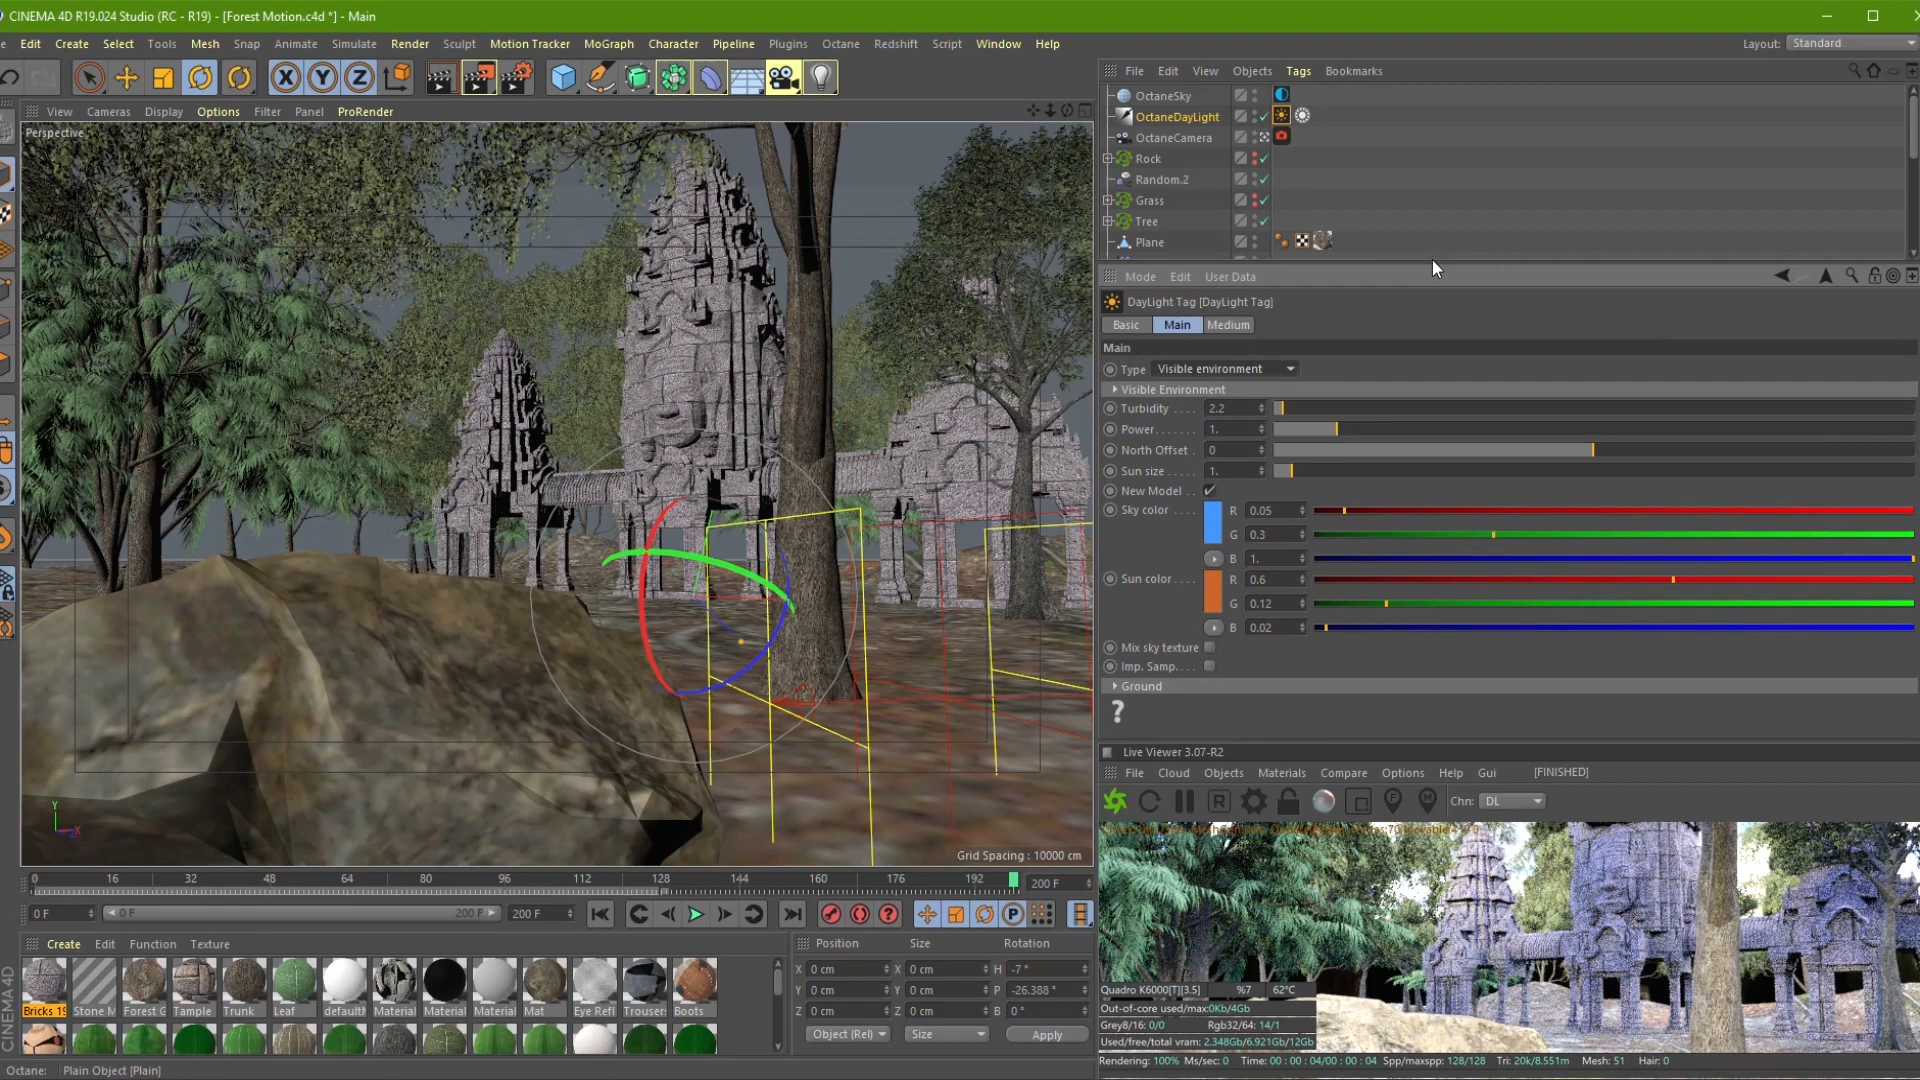 CINEMA 4D R19.024 Studio (RC - R19) - [Forest Motion.c4d *] - Main
Edit Create Select Tools Mesh Snap Animate Simulate Render Sculpt Motion Tracker MoGraph Character Pipeline Plugins Octane Redshift Script Window Help
Layout: Standard
X Y Z
View Cameras Display Options Filter Panel ProRender
Perspective
Y
X
Grid Spacing : 10000 cm
0 16 32 48 64 80 96 112 128 144 160 176 192
200 F
0 F
0 F
200 F
200 F
P
Create Edit Function Texture
Bricks 19
Stone M
Forest G
Tample
Trunk
Leaf
default
Material
Material
Material
Mat
Eye Refl
Trouser
Boots
CINEMA 4D
Octane: Plain Object [Plain]
Position Size Rotation
X 0 cm X 0 cm H -7 °
Y 0 cm Y 0 cm P -26.388 °
Z 0 cm Z 0 cm B 0 °
Object (Rel) Size Apply
File Edit View Objects Tags Bookmarks
OctaneSky
OctaneDayLight
OctaneCamera
Rock
Random.2
Grass
Tree
Plane
Mode Edit User Data
DayLight Tag [DayLight Tag]
Basic Main Medium
Main
Type Visible environment
Visible Environment
Turbidity . . . . 2.2
Power. . . . . 1.
North Offset . 0
Sun size . . . . . 1.
New Model . .
Sky color . . . R 0.05
G 0.3
B 1.
Sun color . . . . R 0.6
G 0.12
B 0.02
Mix sky texture
Imp. Samp. . . .
Ground
?
Live Viewer 3.07-R2
File Cloud Objects Materials Compare Options Help Gui [FINISHED]
R
Chn: DL
Quadro K6000[T][3.5] %7 62°C
Out-of-core used/max:0Kb/4Gb
Grey8/16: 0/0 Rgb32/64: 14/1
Used/free/total vram: 2.348Gb/6.921Gb/12Gb
Rendering: 100% Ms/sec: 0 Time: 00 : 00 : 04/00 : 00 : 04 Spp/maxspp: 128/128 Tri: 20k/8.551m Mesh: 51 Hair: 0